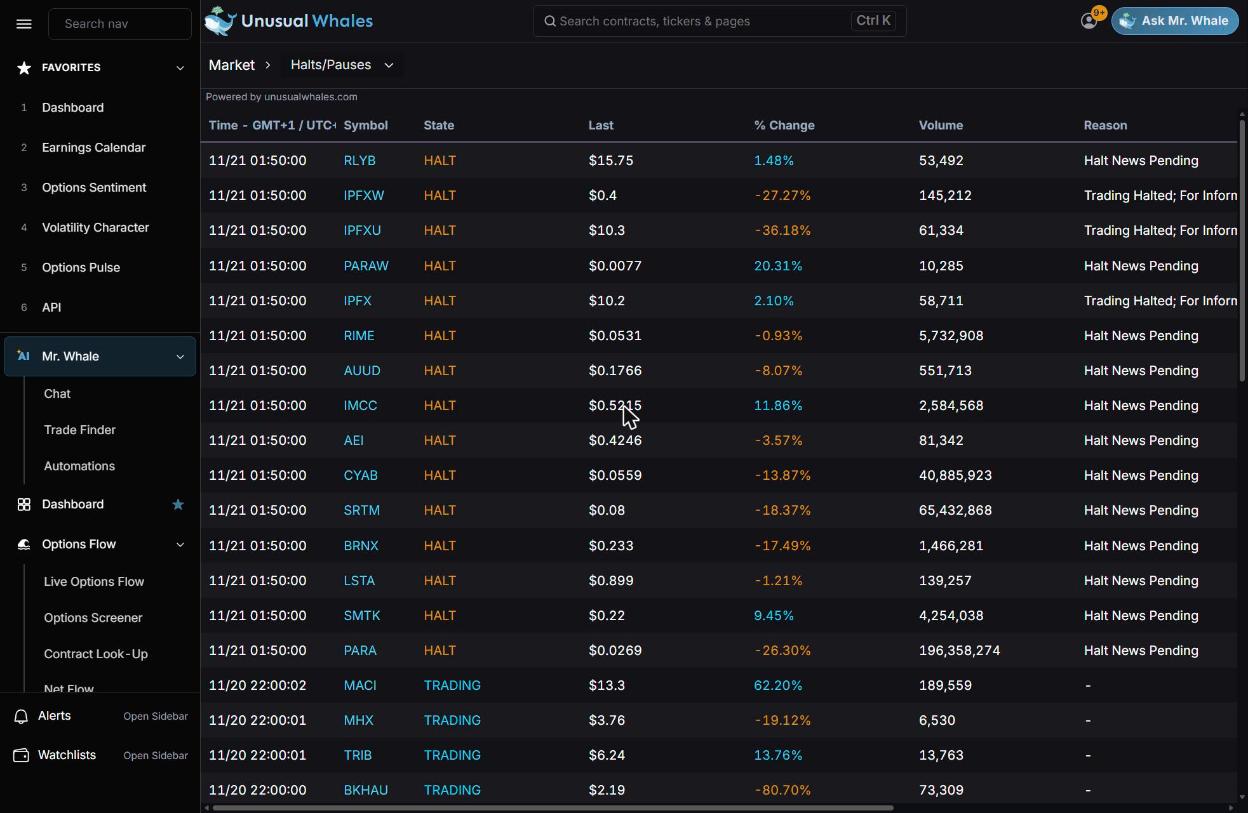 Search nav
Unusual Whales
Search contracts, tickers & pages
Ctrl K
9+
Ask Mr. Whale
FAVORITES
1 Dashboard
2 Earnings Calendar
3 Options Sentiment
4 Volatility Character
5 Options Pulse
6 API
AI Mr. Whale
Chat
Trade Finder
Automations
Dashboard
Options Flow
Live Options Flow
Options Screener
Contract Look-Up
Net Flow
Alerts Open Sidebar
Watchlists Open Sidebar
Market > Halts/Pauses
Powered by unusualwhales.com
Time - GMT+1 / UTC+ Symbol State Last % Change Volume Reason
11/21 01:50:00 RLYB HALT $15.75 1.48% 53,492 Halt News Pending
11/21 01:50:00 IPFXW HALT $0.4 -27.27% 145,212 Trading Halted; For Inform
11/21 01:50:00 IPFXU HALT $10.3 -36.18% 61,334 Trading Halted; For Inform
11/21 01:50:00 PARAW HALT $0.0077 20.31% 10,285 Halt News Pending
11/21 01:50:00 IPFX HALT $10.2 2.10% 58,711 Trading Halted; For Inform
11/21 01:50:00 RIME HALT $0.0531 -0.93% 5,732,908 Halt News Pending
11/21 01:50:00 AUUD HALT $0.1766 -8.07% 551,713 Halt News Pending
11/21 01:50:00 IMCC HALT $0.5215 11.86% 2,584,568 Halt News Pending
11/21 01:50:00 AEI HALT $0.4246 -3.57% 81,342 Halt News Pending
11/21 01:50:00 CYAB HALT $0.0559 -13.87% 40,885,923 Halt News Pending
11/21 01:50:00 SRTM HALT $0.08 -18.37% 65,432,868 Halt News Pending
11/21 01:50:00 BRNX HALT $0.233 -17.49% 1,466,281 Halt News Pending
11/21 01:50:00 LSTA HALT $0.899 -1.21% 139,257 Halt News Pending
11/21 01:50:00 SMTK HALT $0.22 9.45% 4,254,038 Halt News Pending
11/21 01:50:00 PARA HALT $0.0269 -26.30% 196,358,274 Halt News Pending
11/20 22:00:02 MACI TRADING $13.3 62.20% 189,559 -
11/20 22:00:01 MHX TRADING $3.76 -19.12% 6,530 -
11/20 22:00:01 TRIB TRADING $6.24 13.76% 13,763 -
11/20 22:00:00 BKHAU TRADING $2.19 -80.70% 73,309 -